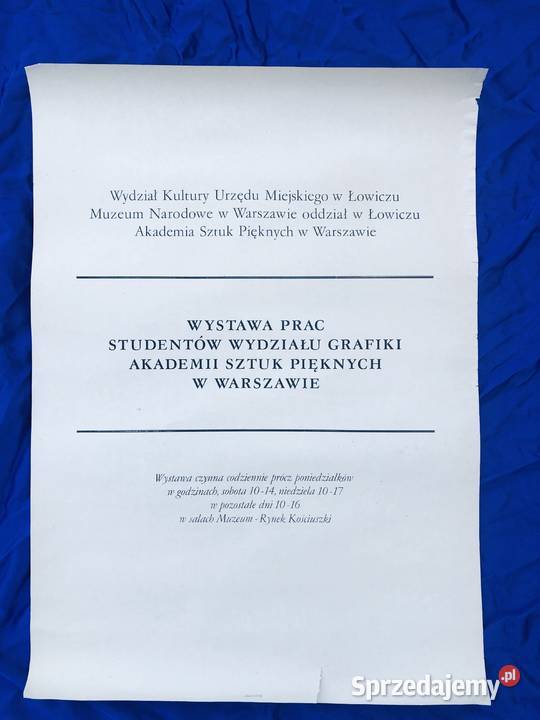 Wydział Kultury Urzędu Miejskiego w Łowiczu
Muzeum Narodowe w Warszawie oddział w Łowiczu
Akademia Sztuk Pięknych w Warszawie
WYSTAWA PRAC
STUDENTÓW WYDZIAŁU GRAFIKI
AKADEMII SZTUK PIĘKNYCH
W WARSZAWIE
Wystawa czynna codziennie prócz poniedziałków
w godzinach, sobota 10-14, niedziela 10-17
w pozostałe dni 10-16
w salach Muzeum - Rynek Kościuszki
Sprzedajemy.pl